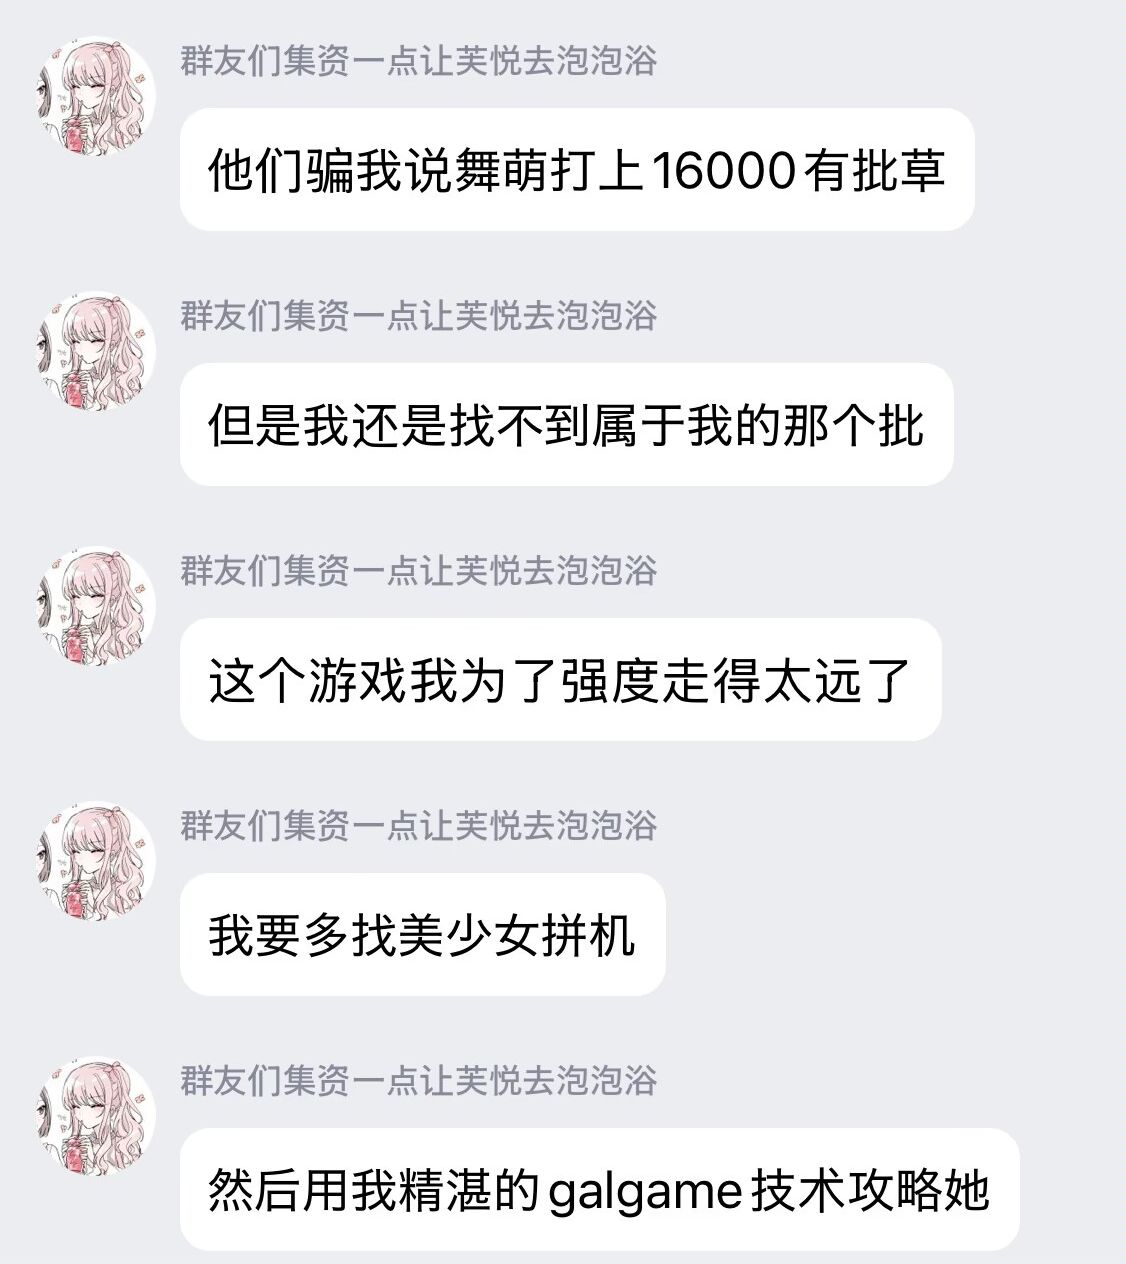 群友们集资一点让芙悦去泡泡浴
他们骗我说舞萌打上16000有批草
群友们集资一点让芙悦去泡泡浴
但是我还是找不到属于我的那个批
群友们集资一点让芙悦去泡泡浴
这个游戏我为了强度走得太远了
群友们集资一点让芙悦去泡泡浴
我要多找美少女拼机
群友们集资一点让芙悦去泡泡浴
然后用我精湛的galgame技术攻略她